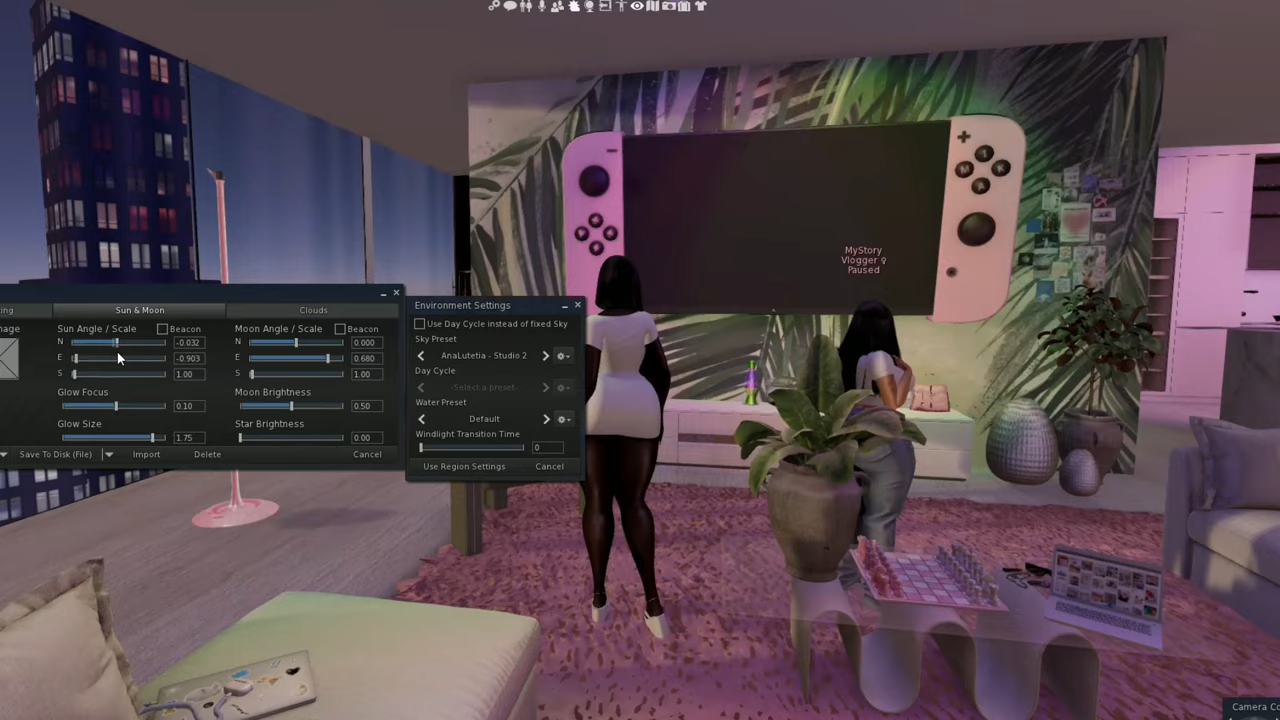 ing
Sun & Moon
Clouds
mage
Sun Angle / Scale
Beacon
N
-0.032
E
-0.903
S
1.00
Glow Focus
0.10
Glow Size
1.75
Moon Angle / Scale
Beacon
N
0.000
E
0.680
S
1.00
Moon Brightness
0.50
Star Brightness
0.00
Save To Disk (File)
Import
Delete
Cancel
Environment Settings
Use Day Cycle instead of fixed Sky
Sky Preset
AnaLutetia - Studio 2
Day Cycle
-Select a preset-
Water Preset
Default
Windlight Transition Time
0
Use Region Settings
Cancel
MyStory
Vlogger ♀
Paused
Camera Co